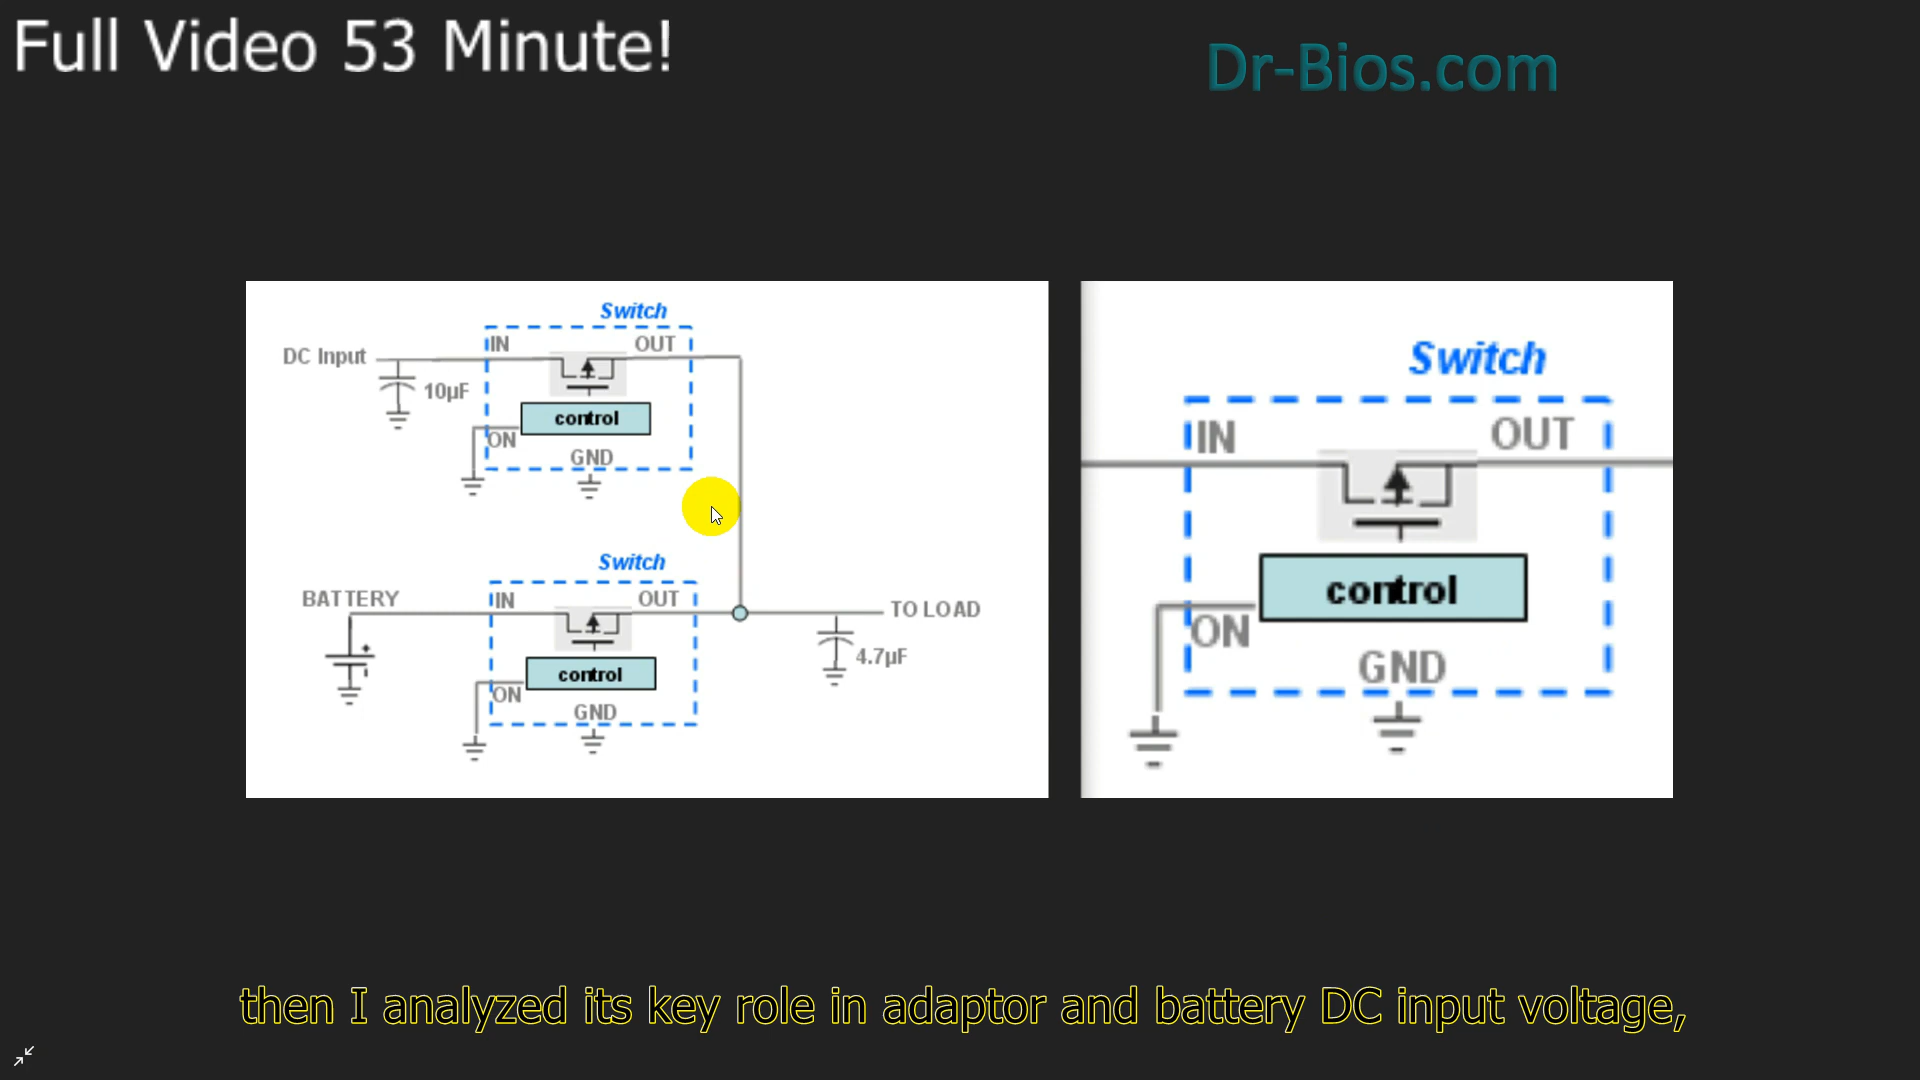 Full Video 53 Minute!
Dr-Bios.com
Switch
IN
OUT
DC Input
10µF
control
ON
GND
Switch
BATTERY
IN
OUT
TO LOAD
4.7µF
control
ON
GND
Switch
IN
OUT
control
ON
GND
then I analyzed its key role in adaptor and battery DC input voltage,